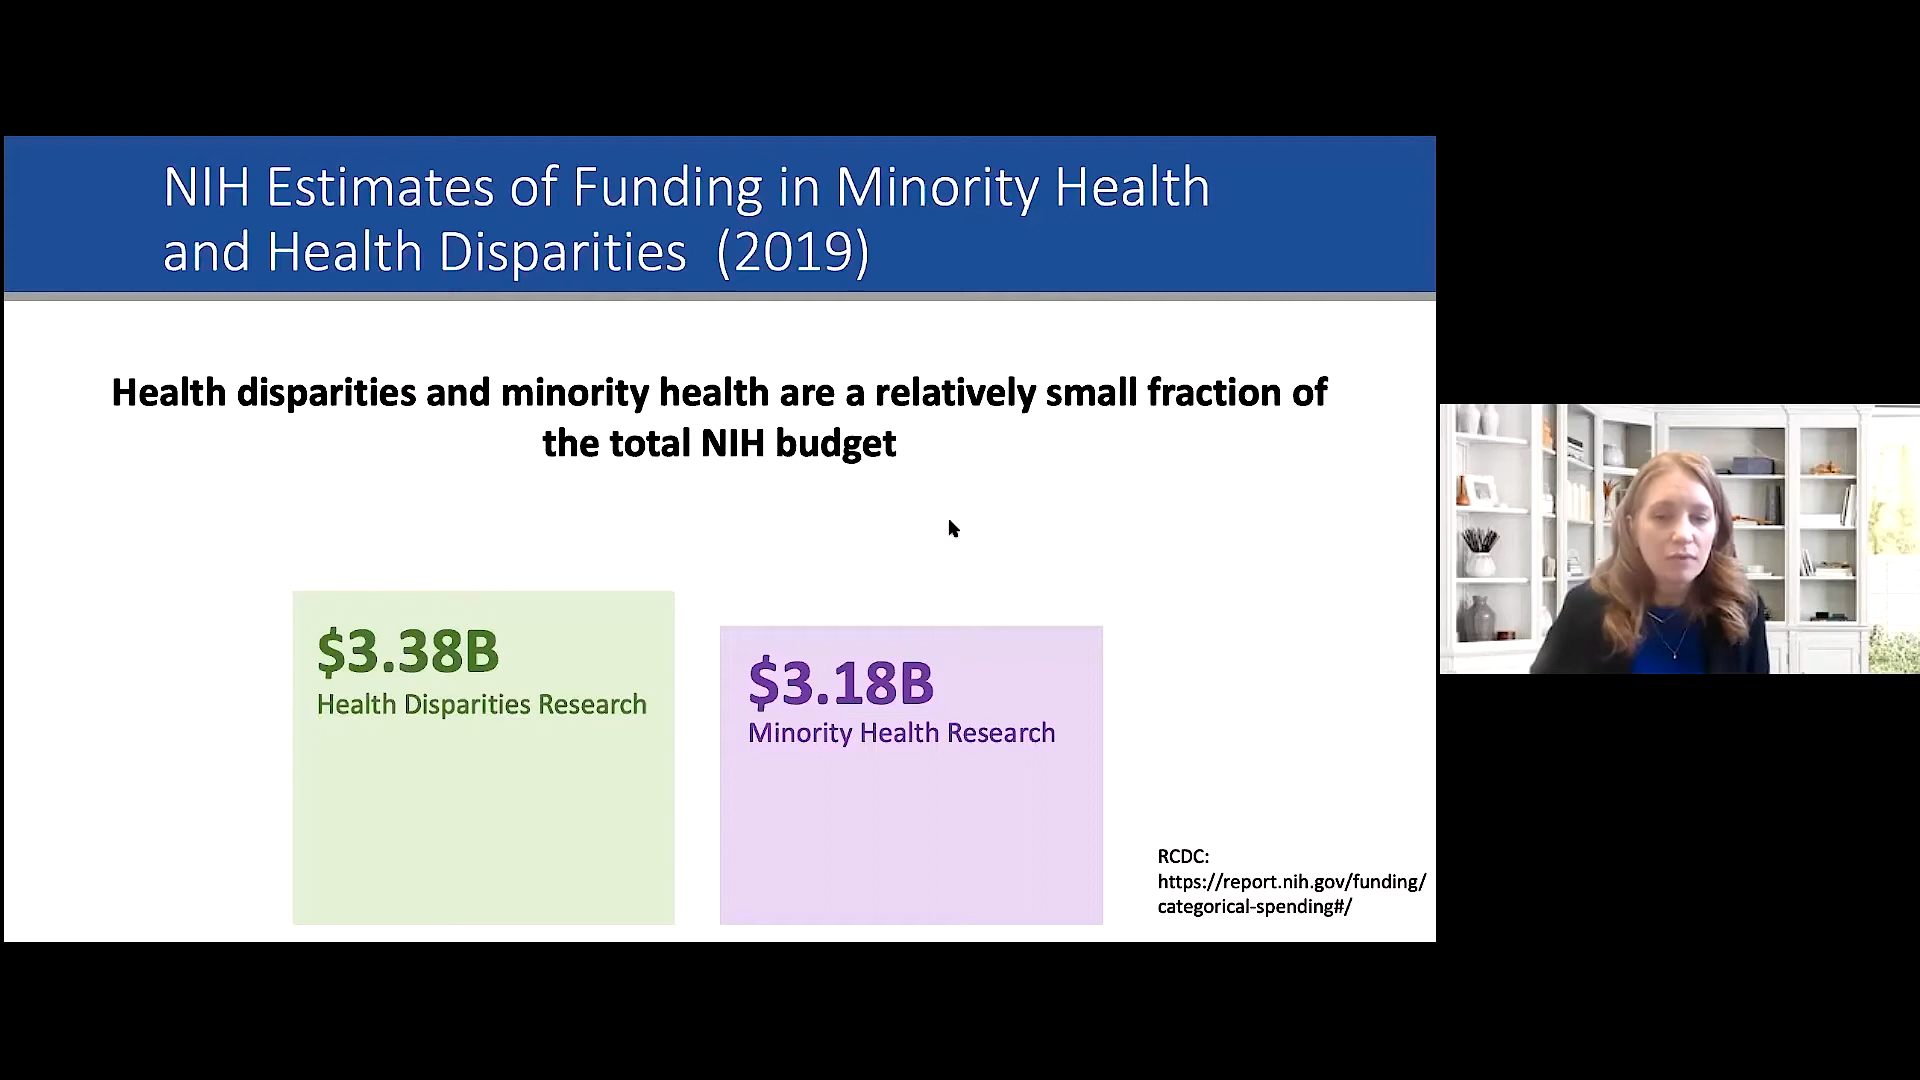 NIH Estimates of Funding in Minority Health
and Health Disparities (2019)
Health disparities and minority health are a relatively small fraction of
the total NIH budget
$3.38B
Health Disparities Research
$3.18B
Minority Health Research
RCDC:
https://report.nih.gov/funding/
categorical-spending#/